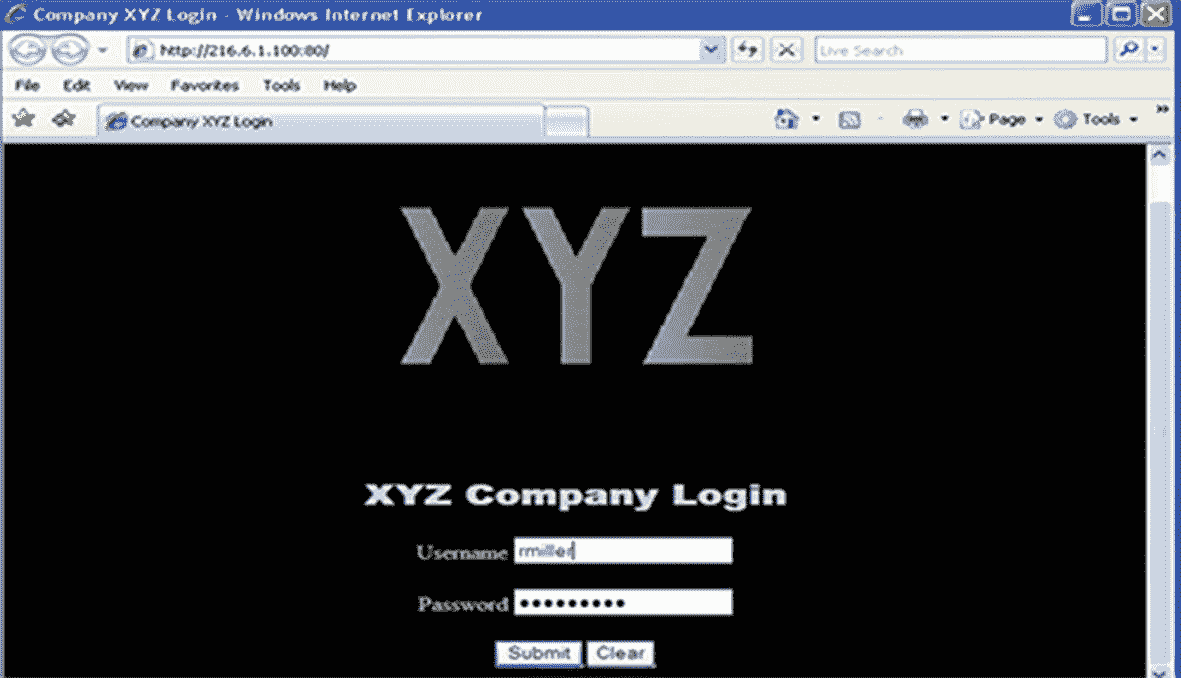 Company XYZ Login - Windows Internet Explorer
http://216.6.1.100:80/
Live Search
File Edit View Favorites Tools Help
Company XYZ Login
Page Tools
XYZ
XYZ Company Login
Username rmiller
Password •••••••••
Submit Clear